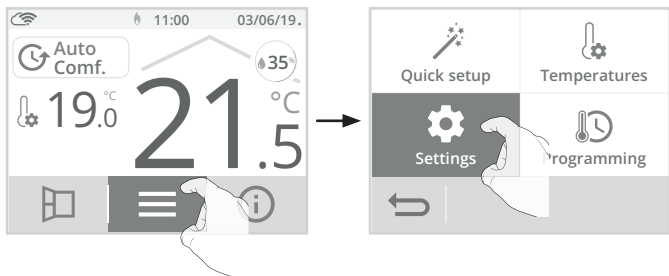 11:00
03/06/19.
Auto
Comf.
35%
19.0°C
21.5°C
Quick setup
Temperatures
Settings
Programming